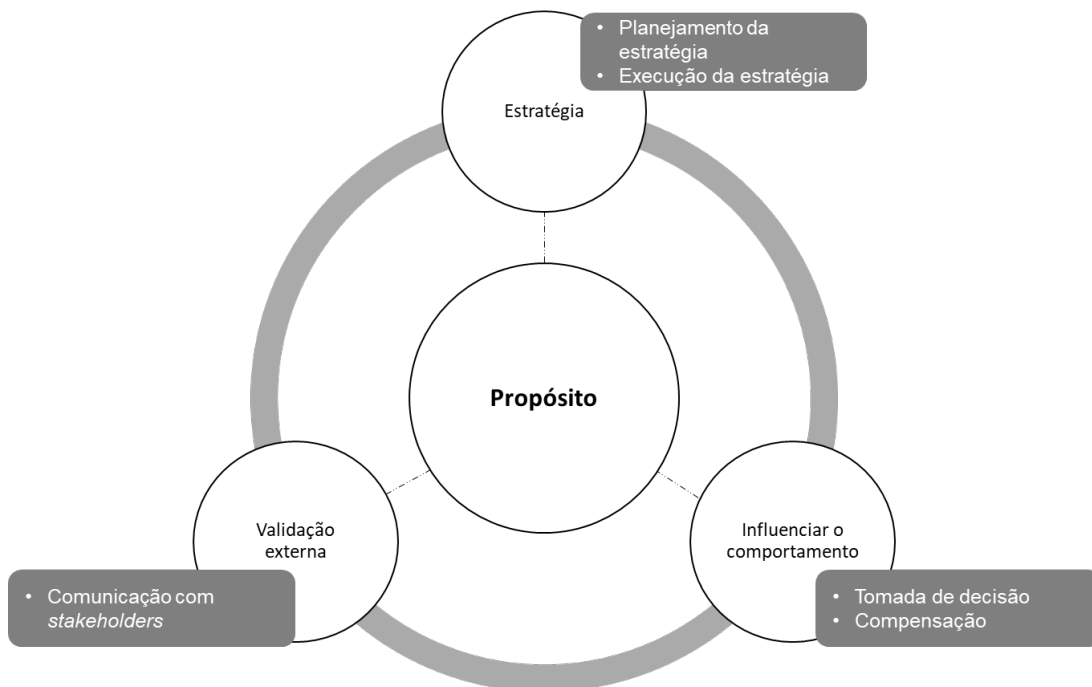 • Planejamento da
estratégia
• Execução da estratégia
Estratégia
Propósito
Validação
externa
• Comunicação com
stakeholders
Influenciar o
comportamento
• Tomada de decisão
• Compensação